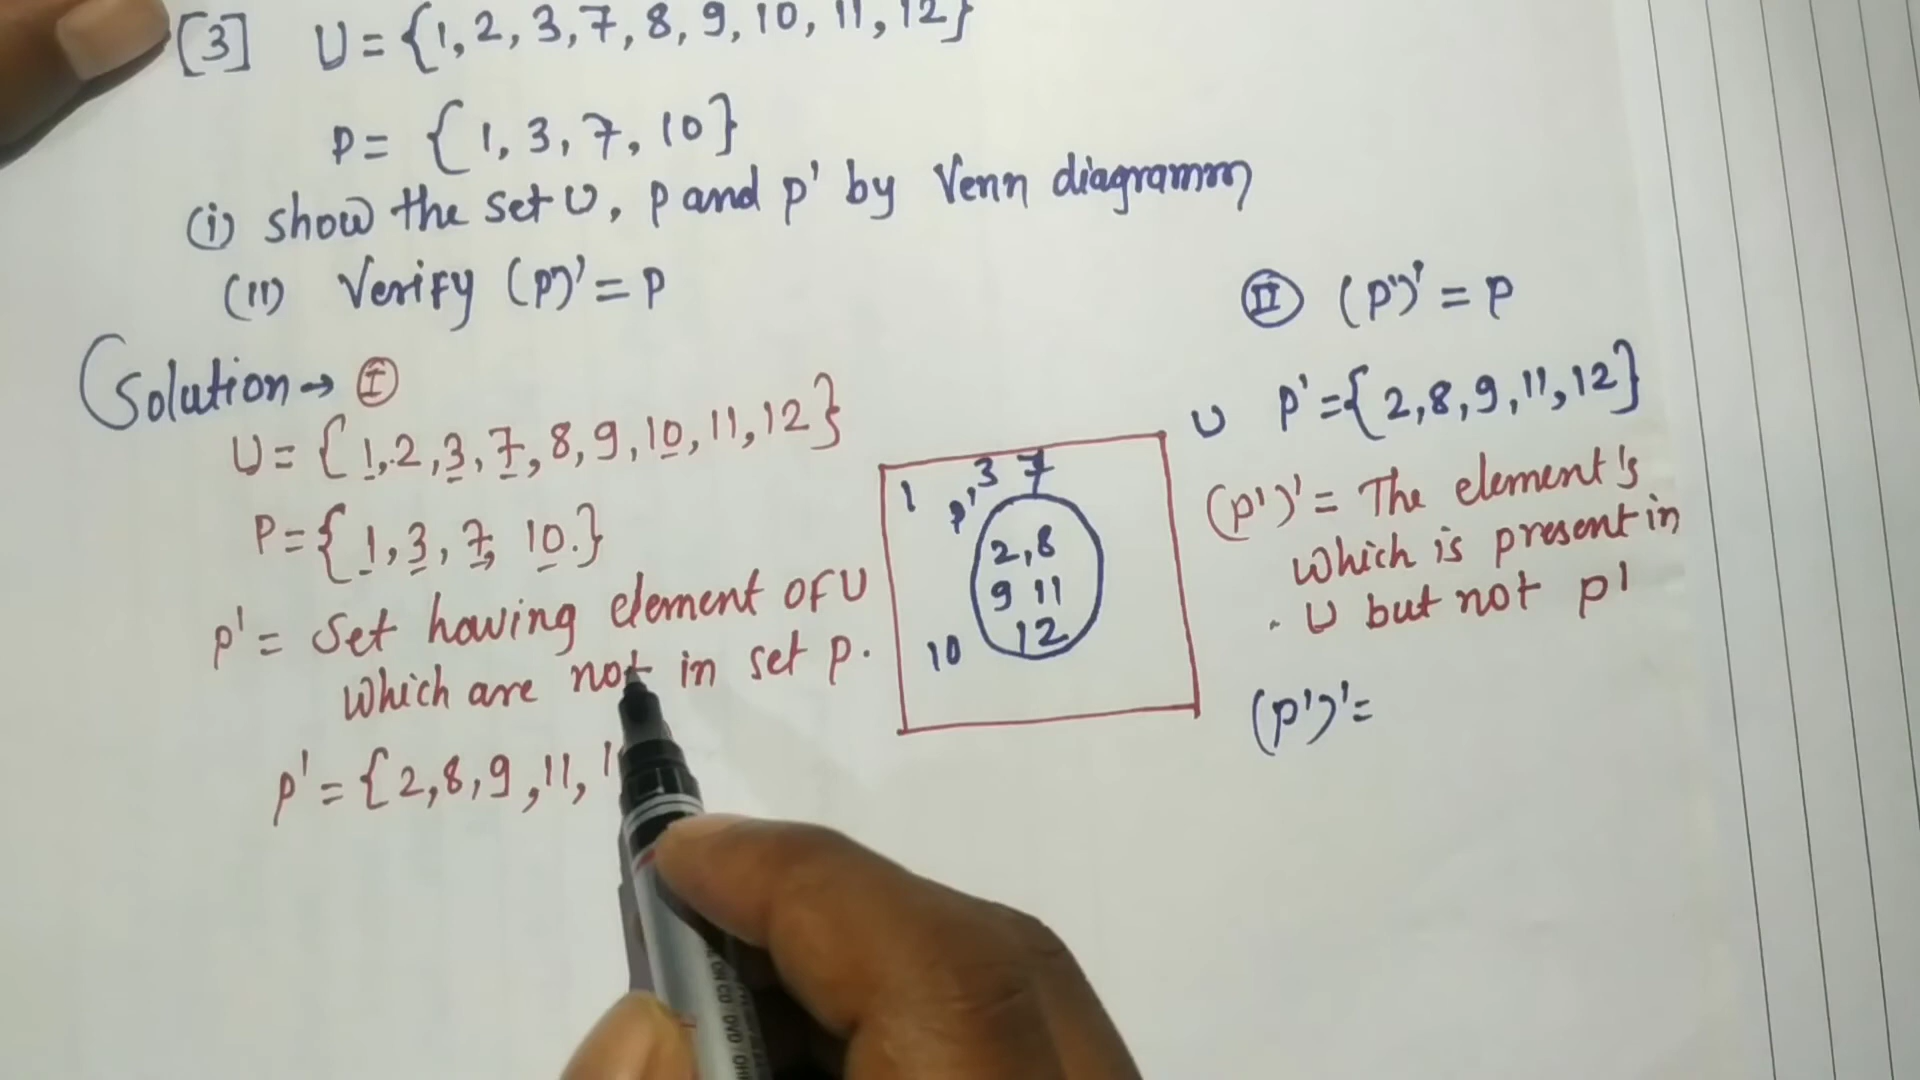 [3] U = {1, 2, 3, 7, 8, 9, 10, 11, 12}
P = {1, 3, 7, 10}
(i) show the set U, P and P' by Venn diagramm
(II) Verify (P')' = P
Solution → I
U = {1, 2, 3, 7, 8, 9, 10, 11, 12}
P = {1, 3, 7, 10.}
P' = Set having element of U
which are not in set P.
P' = {2, 8, 9, 11, 1
U
1 P' 3 7
2, 8
9 11
10 12
II (P')' = P
P' = {2, 8, 9, 11, 12}
(P')' = The element's
which is present in
U but not P'
(P')' =